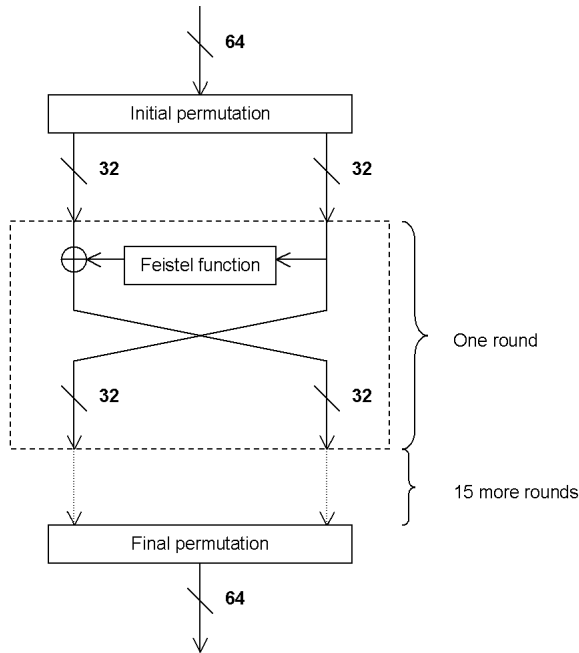 64
Initial permutation
32
32
Feistel function
One round
32
32
15 more rounds
Final permutation
64